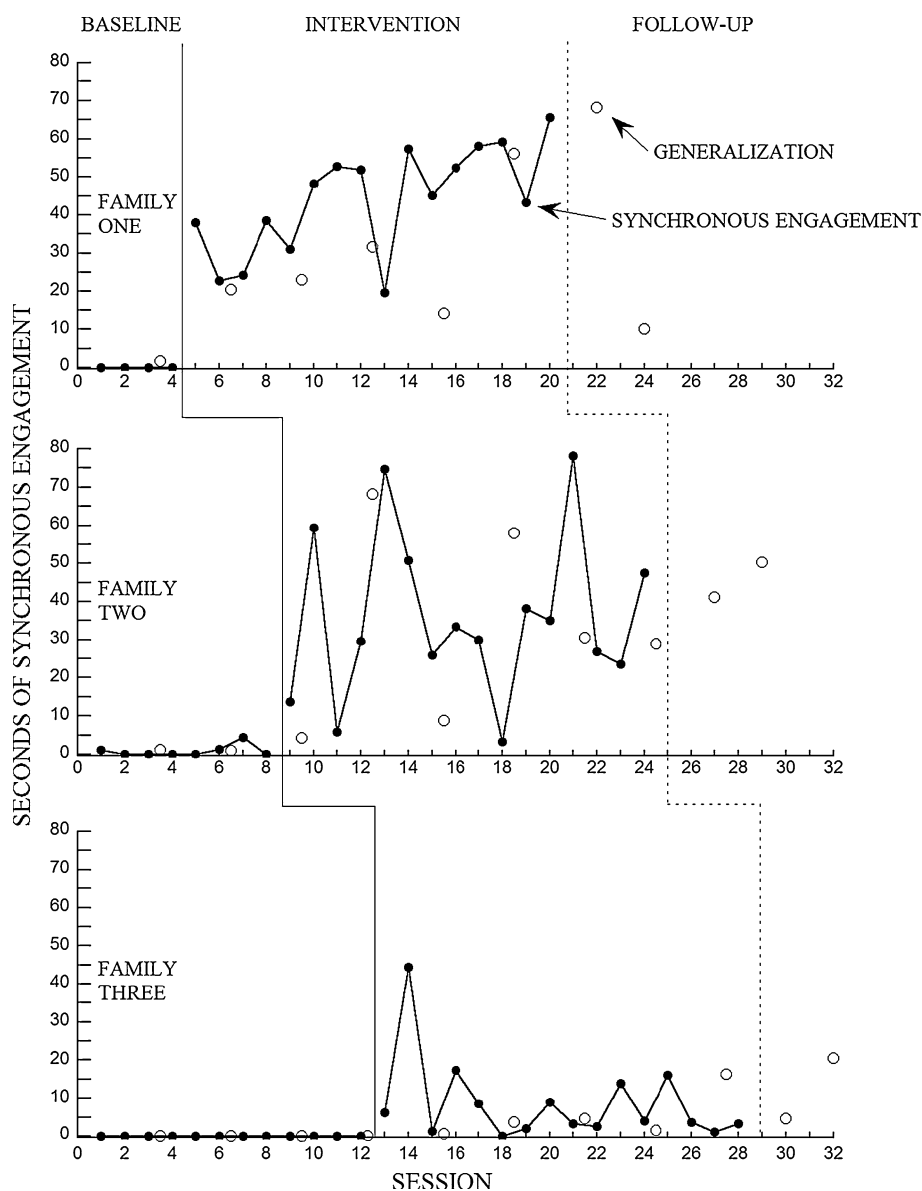 BASELINE INTERVENTION FOLLOW-UP
80
70
60
50
40
30
20
10
0
FAMILY
ONE
GENERALIZATION
SYNCHRONOUS ENGAGEMENT
0 2 4 6 8 10 12 14 16 18 20 22 24 26 28 30 32
SECONDS OF SYNCHRONOUS ENGAGEMENT
80
70
60
50
40
30
20
10
0
FAMILY
TWO
0 2 4 6 8 10 12 14 16 18 20 22 24 26 28 30 32
80
70
60
50
40
30
20
10
0
FAMILY
THREE
0 2 4 6 8 10 12 14 16 18 20 22 24 26 28 30 32
SESSION